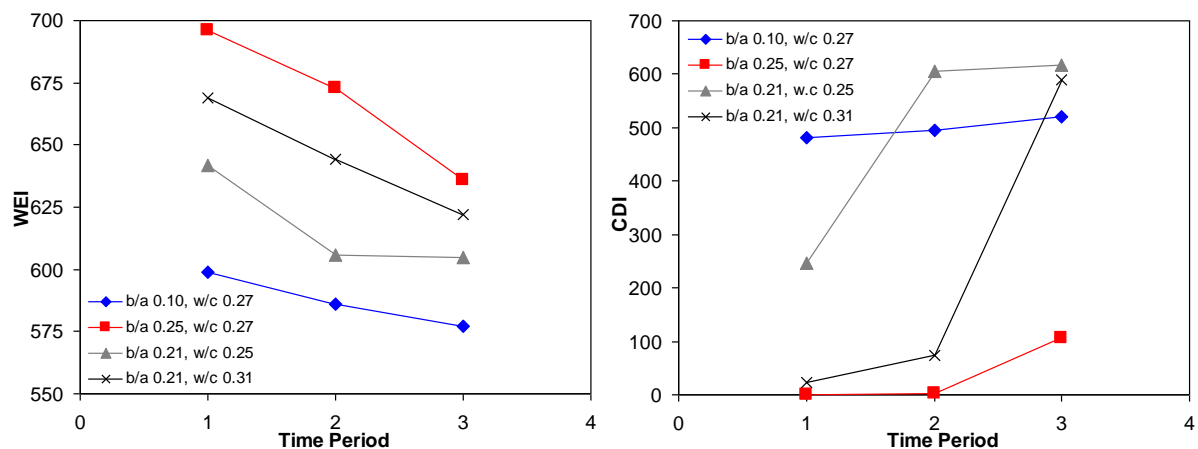 700
675
650
625
600
575
550
WEI
b/a 0.10, w/c 0.27
b/a 0.25, w/c 0.27
b/a 0.21, w/c 0.25
b/a 0.21, w/c 0.31
0 1 2 3 4
Time Period
700
600
500
400
300
200
100
0
CDI
b/a 0.10, w/c 0.27
b/a 0.25, w/c 0.27
b/a 0.21, w.c 0.25
b/a 0.21, w/c 0.31
0 1 2 3 4
Time Period